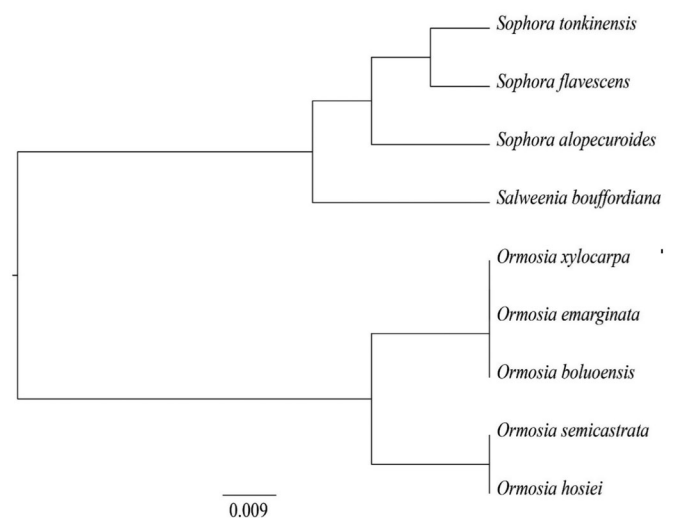 Sophora tonkinensis
Sophora flavescens
Sophora alopecuroides
Salweenia bouffordiana
Ormosia xylocarpa
Ormosia emarginata
Ormosia boluoensis
Ormosia semicastrata
Ormosia hosiei
0.009